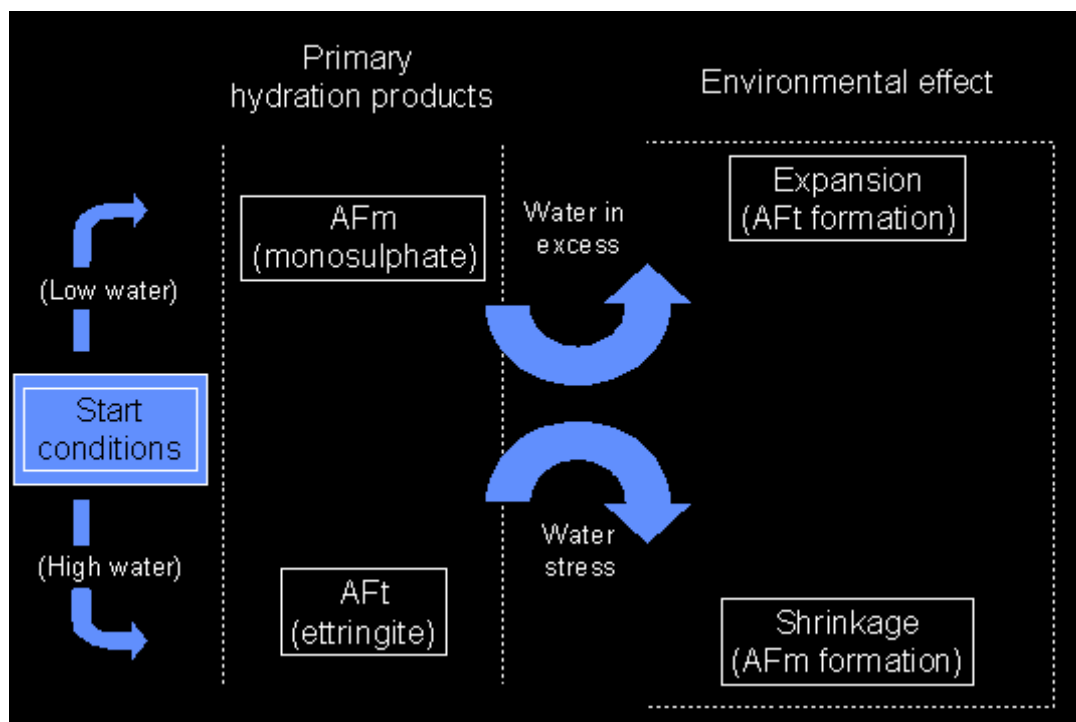 Primary
hydration products
Environmental effect
AFm
(monosulphate)
Water in
excess
Expansion
(AFt formation)
(Low water)
Start
conditions
(High water)
AFt
(ettringite)
Water
stress
Shrinkage
(AFm formation)